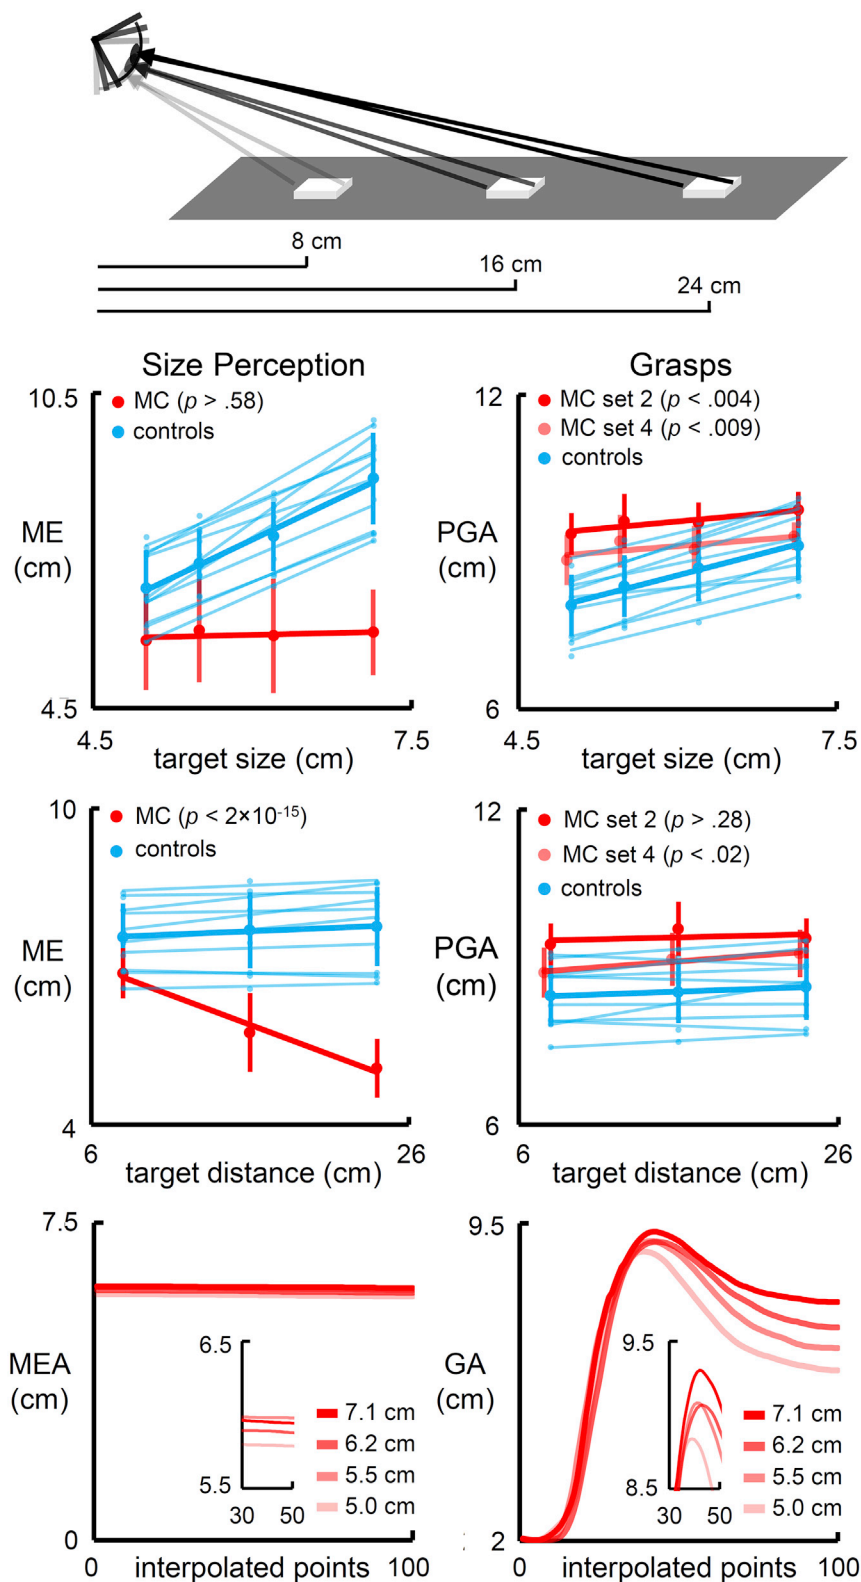 8 cm
16 cm
24 cm
Size Perception
10.5
MC (p > .58)
controls
ME
(cm)
4.5
4.5
7.5
target size (cm)
Grasps
12
MC set 2 (p < .004)
MC set 4 (p < .009)
controls
PGA
(cm)
6
4.5
7.5
target size (cm)
10
MC (p < 2×10⁻¹⁵)
controls
ME
(cm)
4
6
26
target distance (cm)
12
MC set 2 (p > .28)
MC set 4 (p < .02)
controls
PGA
(cm)
6
6
26
target distance (cm)
7.5
MEA
(cm)
6.5
5.5
30
50
7.1 cm
6.2 cm
5.5 cm
5.0 cm
0
0
interpolated points
100
9.5
GA
(cm)
9.5
8.5
30
50
7.1 cm
6.2 cm
5.5 cm
5.0 cm
2
0
interpolated points
100